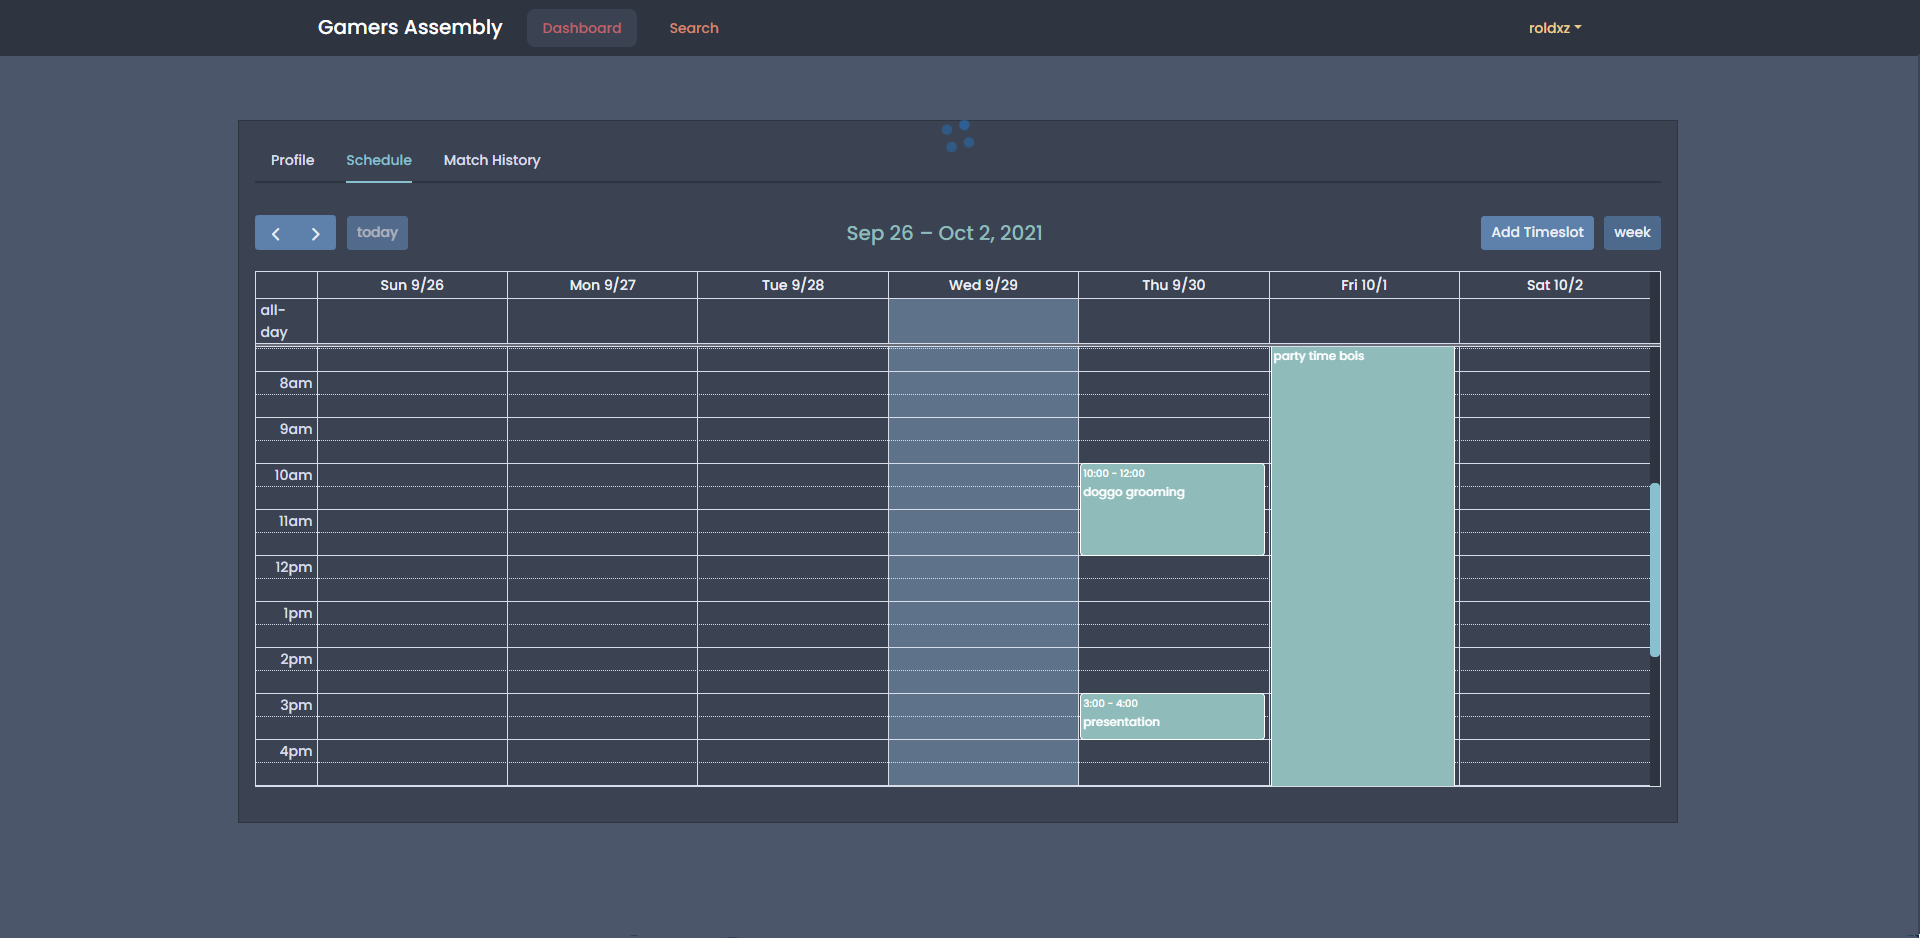 Gamers Assembly Dashboard Search roldxz
Profile Schedule Match History
today Sep 26 – Oct 2, 2021 Add Timeslot week
Sun 9/26 Mon 9/27 Tue 9/28 Wed 9/29 Thu 9/30 Fri 10/1 Sat 10/2
all-
day
party time bois
8am
9am
10am 10:00 - 12:00
doggo grooming
11am
12pm
1pm
2pm
3pm 3:00 - 4:00
presentation
4pm